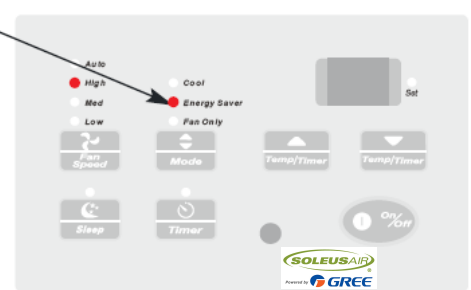 Auto
High
Med
Low
Cool
Energy Saver
Fan Only
Set
Fan Speed
Mode
Temp/Timer
Temp/Timer
Sleep
Timer
On/Off
SOLEUSAIR
Powered by GREE